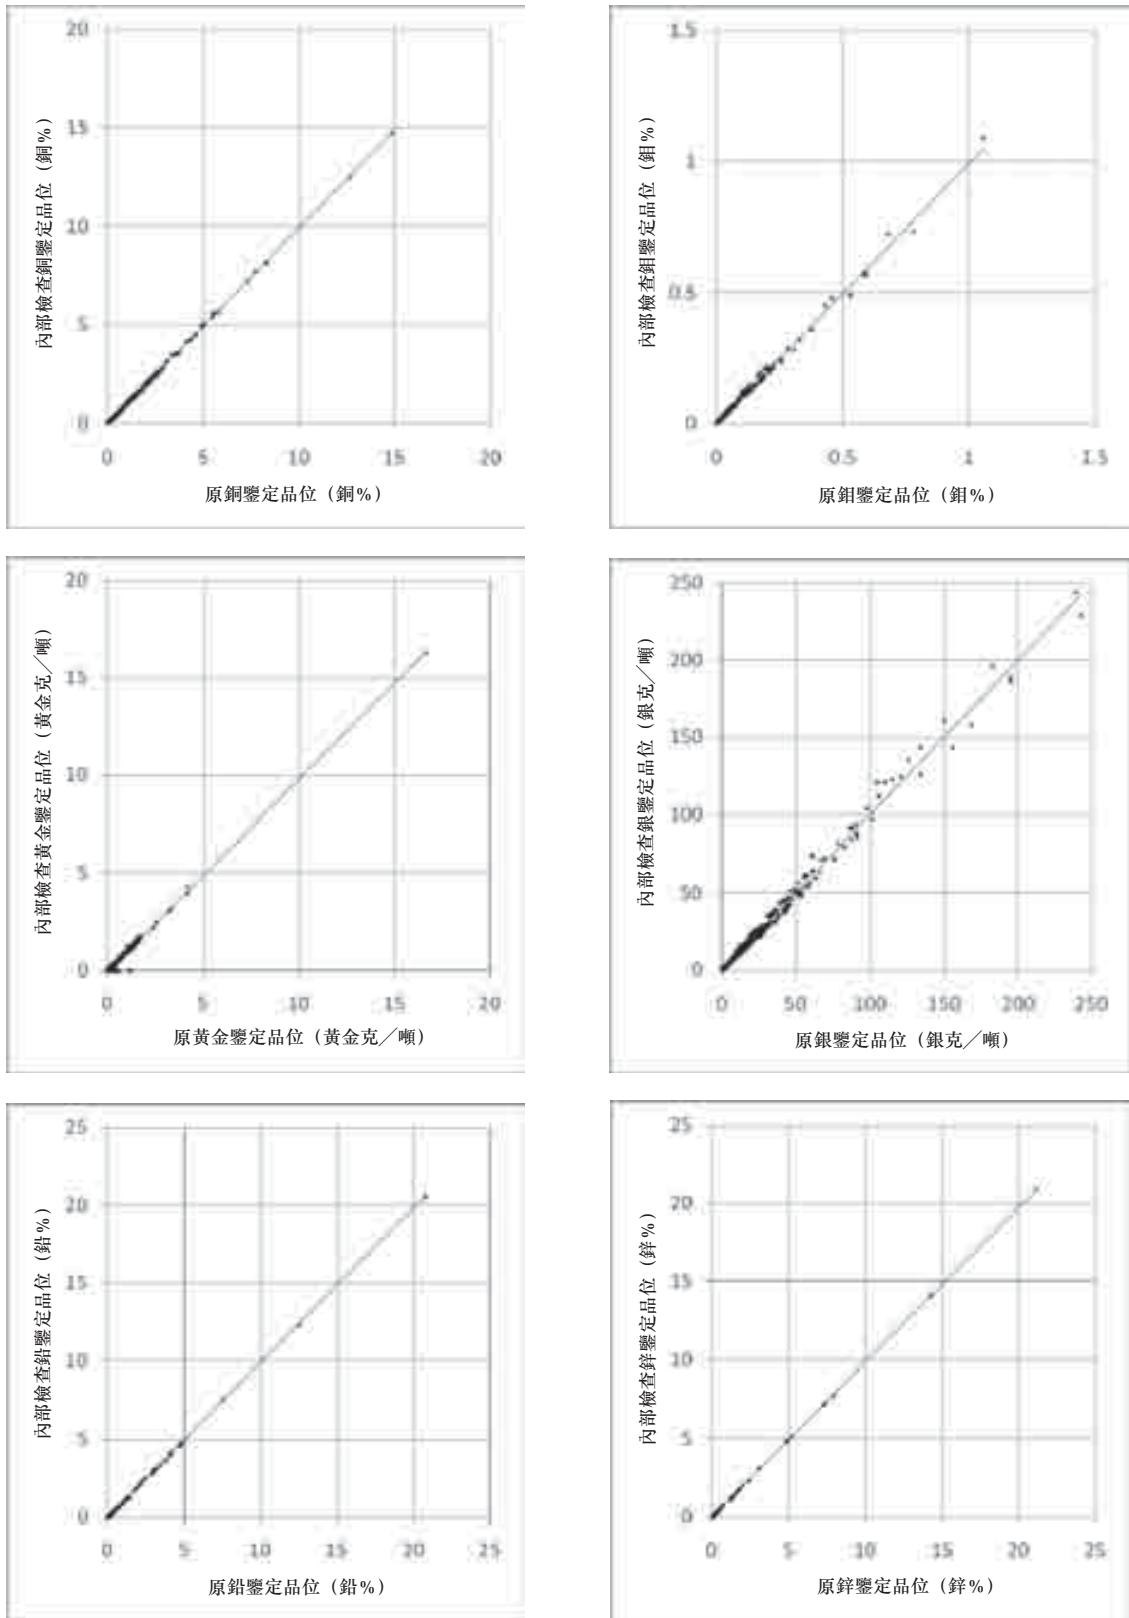 20
15
10
5
0
0 5 10 15 20
內部檢查銅鑒定品位（銅%）
原銅鑒定品位（銅%）
1.5
1
0.5
0
0 0.5 1 1.5
內部檢查鉬鑒定品位（鉬%）
原鉬鑒定品位（鉬%）
20
15
10
5
0
0 5 10 15 20
內部檢查黃金鑒定品位（黃金克／噸）
原黃金鑒定品位（黃金克／噸）
250
200
150
100
50
0
0 50 100 150 200 250
內部檢查銀鑒定品位（銀克／噸）
原銀鑒定品位（銀克／噸）
25
20
15
10
5
0
0 5 10 15 20 25
內部檢查鉛鑒定品位（鉛%）
原鉛鑒定品位（鉛%）
25
20
15
10
5
0
0 5 10 15 20 25
內部檢查鋅鑒定品位（鋅%）
原鋅鑒定品位（鋅%）